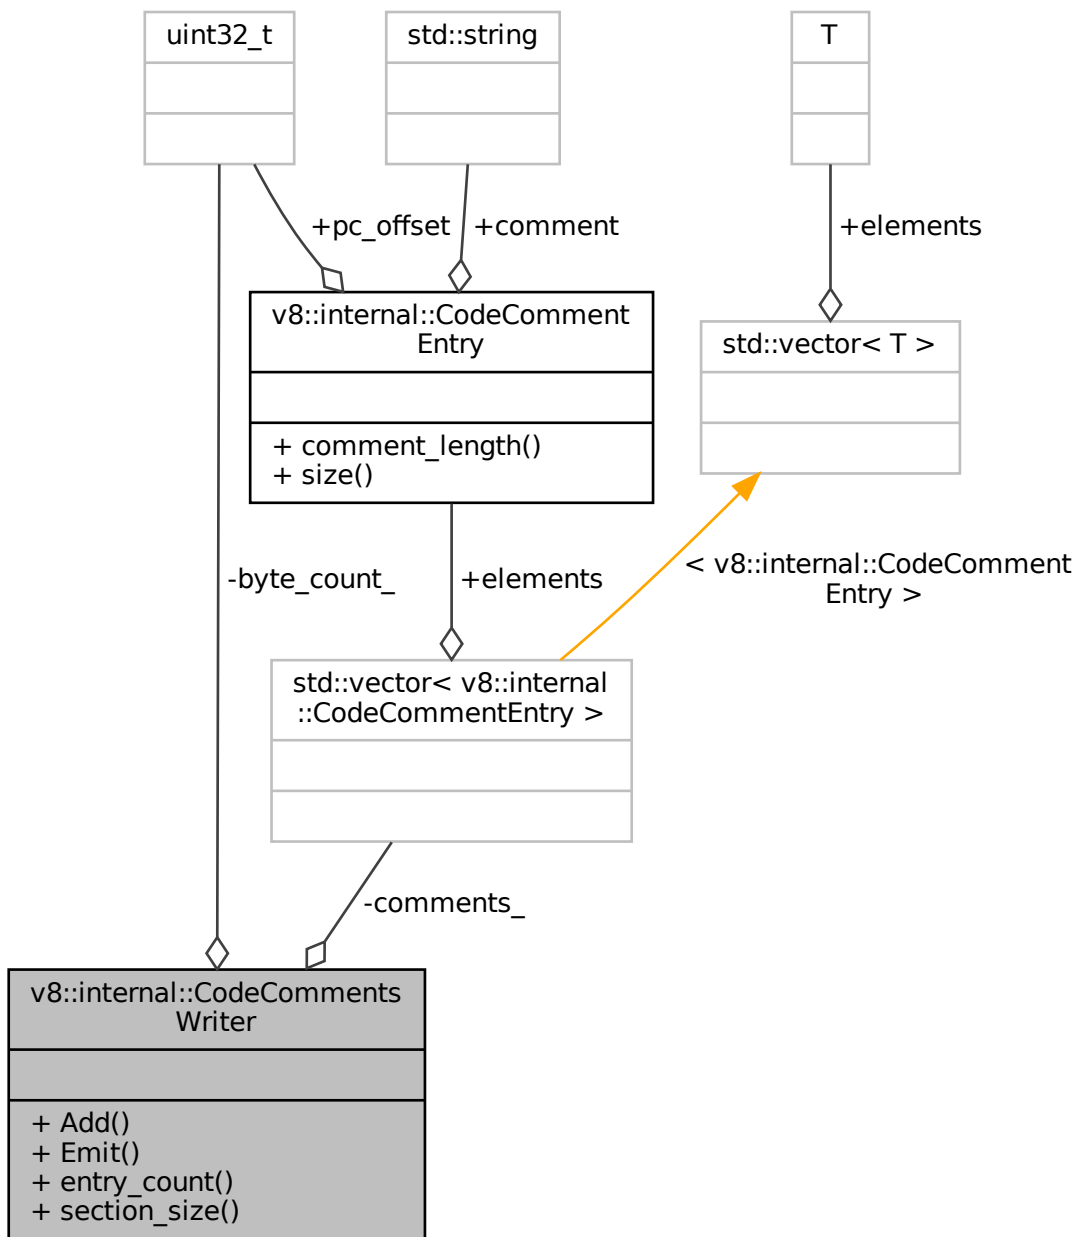 uint32_t
std::string
T
+pc_offset
+comment
+elements
v8::internal::CodeComment
Entry
+ comment_length()
+ size()
std::vector< T >
-byte_count_
+elements
< v8::internal::CodeComment
Entry >
std::vector< v8::internal
::CodeCommentEntry >
-comments_
v8::internal::CodeComments
Writer
+ Add()
+ Emit()
+ entry_count()
+ section_size()